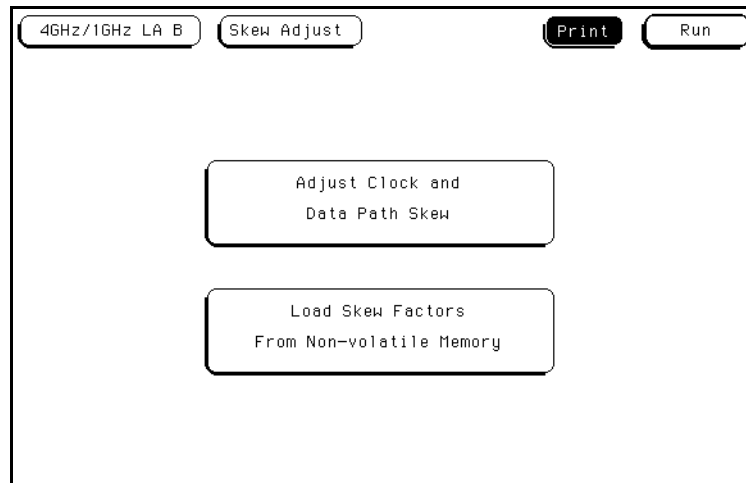 4GHz/1GHz LA B Skew Adjust Print Run
Adjust Clock and
Data Path Skew
Load Skew Factors
From Non-volatile Memory